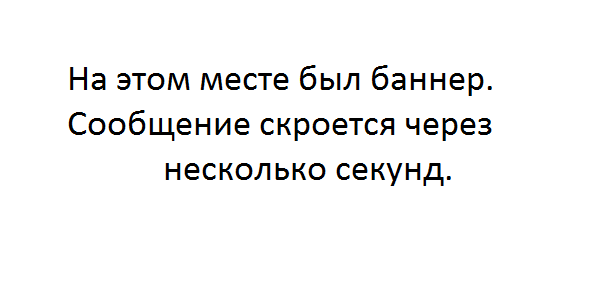 На этом месте был баннер.
Сообщение скроется через
несколько секунд.